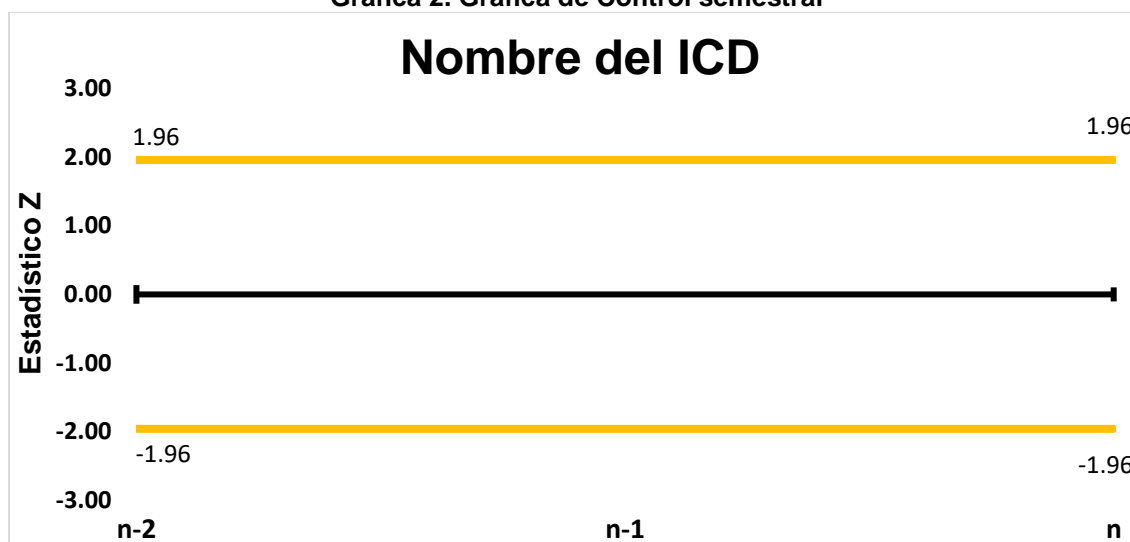 Gráfica 2. Gráfica de Control semestral
Nombre del ICD
3.00
1.96
1.96
2.00
1.00
Estadístico Z
0.00
-1.00
-2.00
-1.96
-1.96
-3.00
n-2
n-1
n